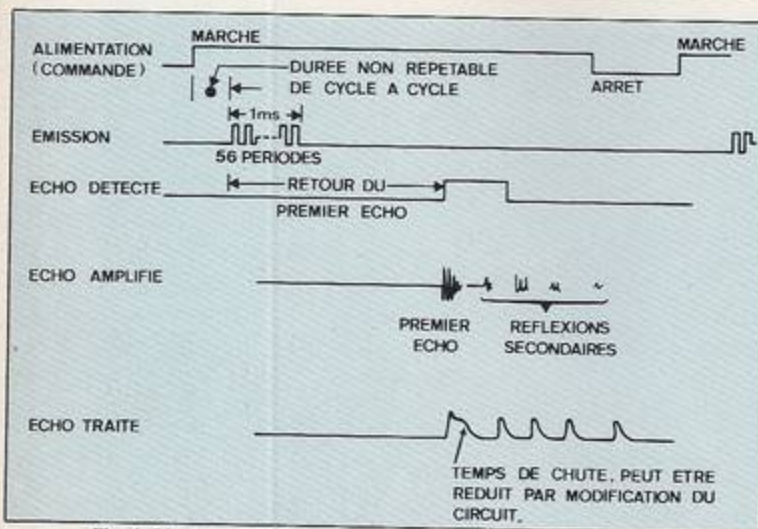 MARCHE
MARCHE
ALIMENTATION
(COMMANDE)
DUREE NON REPETABLE
DE CYCLE A CYCLE
ARRET
1ms
EMISSION
56 PERIODES
ECHO DETECTE
RETOUR DU
PREMIER ECHO
ECHO AMPLIFIE
PREMIER
ECHO
REFLEXIONS
SECONDAIRES
ECHO TRAITE
TEMPS DE CHUTE, PEUT ETRE
REDUIT PAR MODIFICATION DU
CIRCUIT.